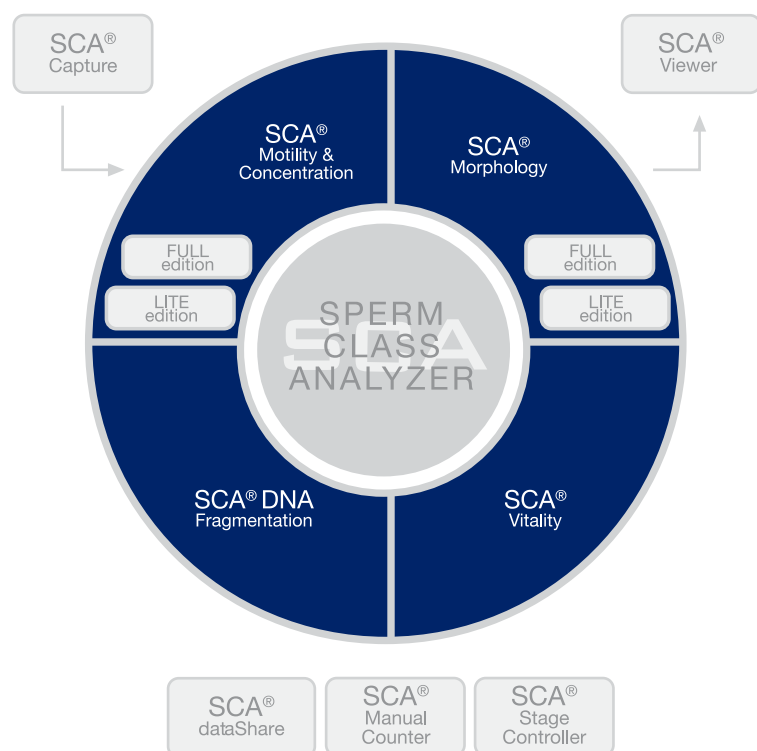 SCA®
Capture
SCA®
Viewer
SCA®
Motility &
Concentration
SCA®
Morphology
FULL
edition
LITE
edition
FULL
edition
LITE
edition
SCA
SPERM
CLASS
ANALYZER
SCA® DNA
Fragmentation
SCA®
Vitality
SCA®
dataShare
SCA®
Manual
Counter
SCA®
Stage
Controller